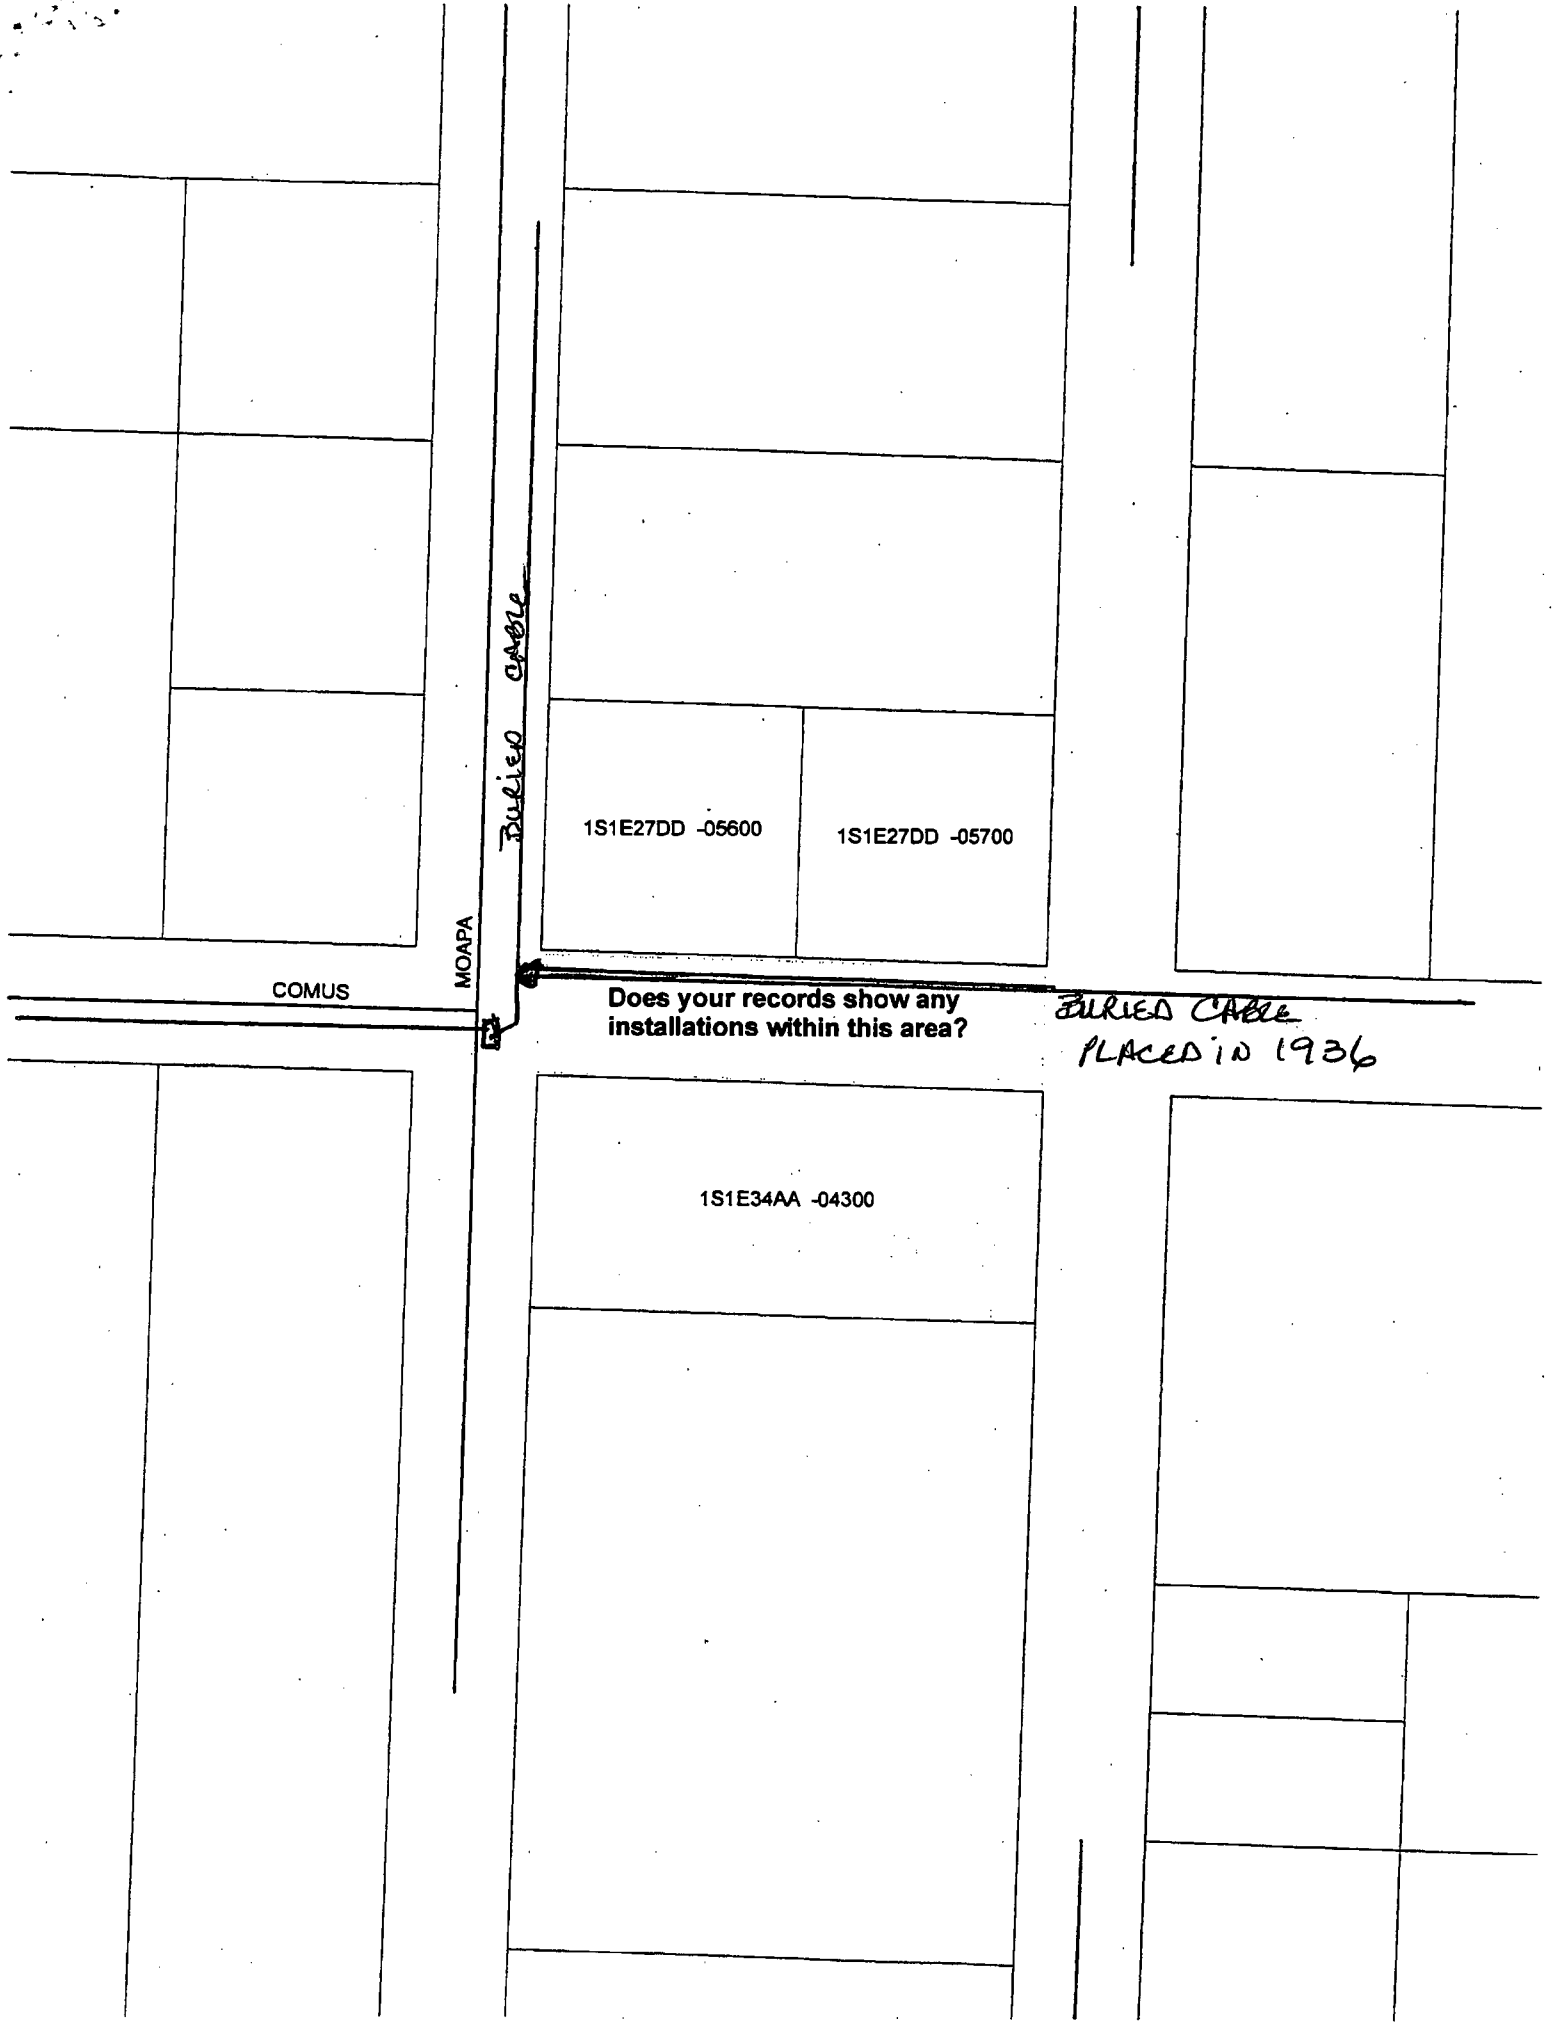 BURIED CABLE
1S1E27DD -05600
1S1E27DD -05700
MOAPA
COMUS
Does your records show any
installations within this area?
BURIED CABLE
PLACED IN 1936
1S1E34AA -04300